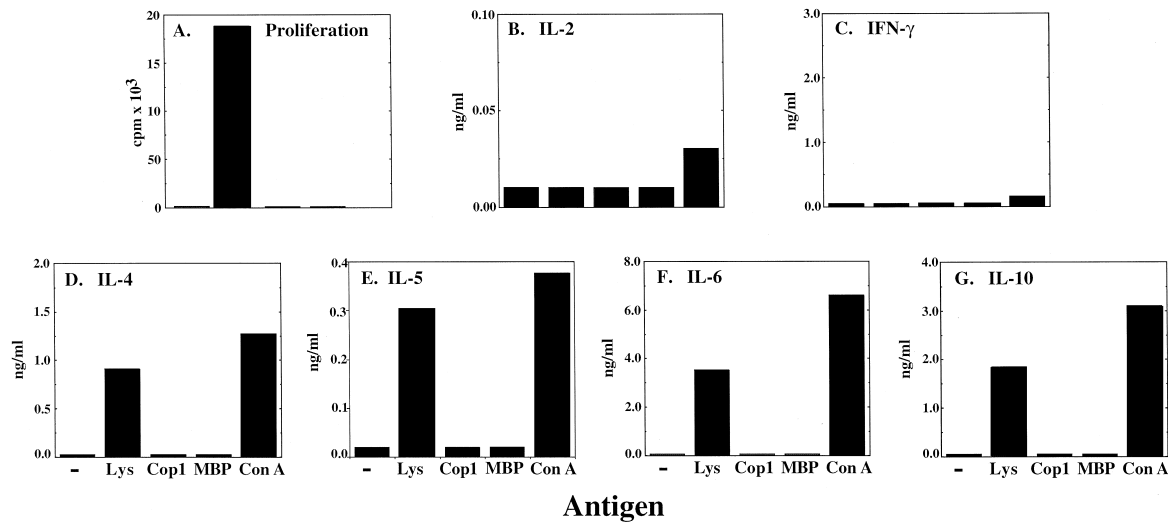 A. Proliferation
20
15
10
50
25
0
cpm x 10³
B. IL-2
0.10
0.05
0.00
ng/ml
C. IFN-γ
3.0
2.0
1.0
0.0
ng/ml
D. IL-4
2.0
1.5
1.0
0.5
0.0
ng/ml
- Lys Cop1 MBP Con A
E. IL-5
0.4
0.3
0.2
0.1
0.0
ng/ml
- Lys Cop1 MBP Con A
F. IL-6
8.0
6.0
4.0
2.0
0.0
ng/ml
- Lys Cop1 MBP Con A
G. IL-10
4.0
3.0
2.0
1.0
0.0
ng/ml
- Lys Cop1 MBP Con A
Antigen